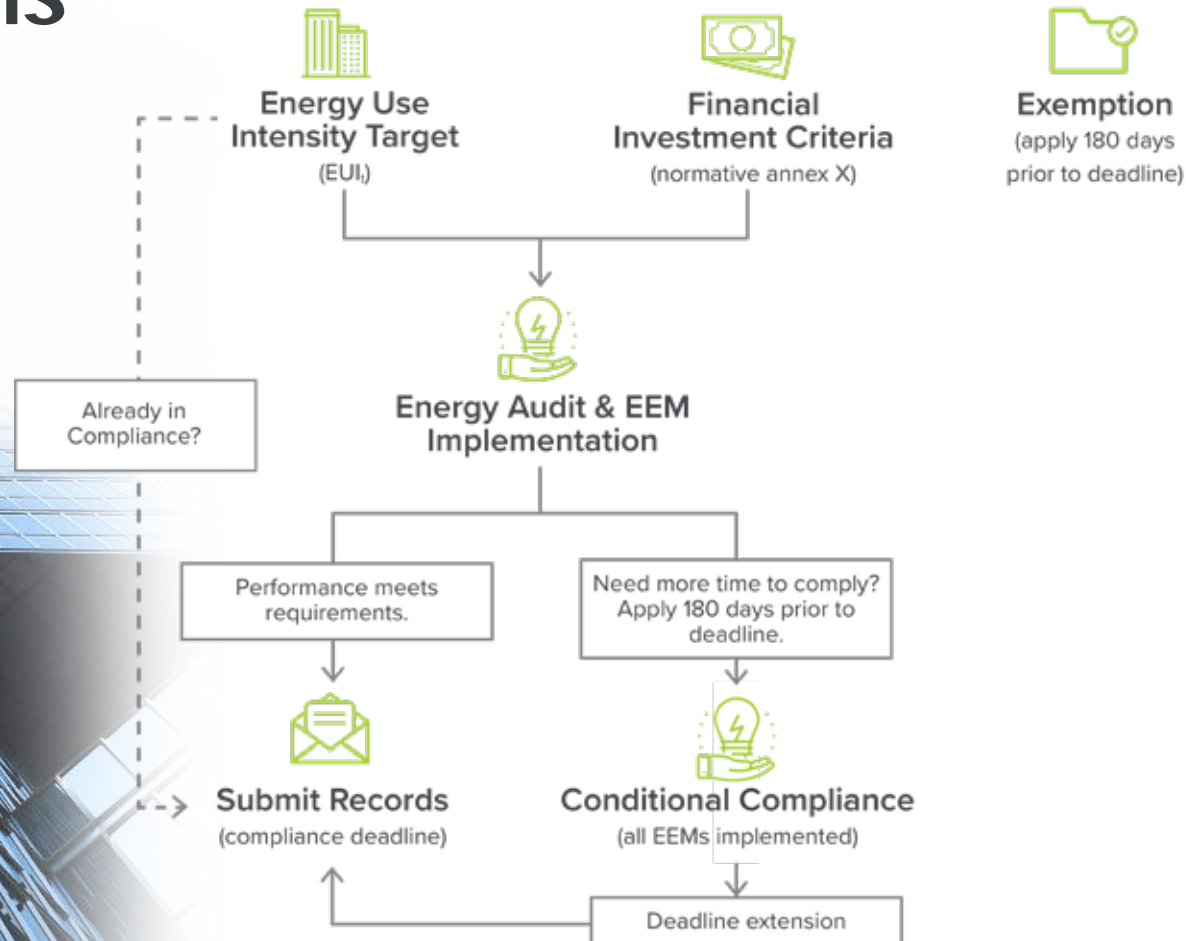 Energy Use
Intensity Target
(EUIₜ)
Financial
Investment Criteria
(normative annex X)
Exemption
(apply 180 days
prior to deadline)
Already in
Compliance?
Energy Audit & EEM
Implementation
Performance meets
requirements.
Need more time to comply?
Apply 180 days prior to
deadline.
Submit Records
(compliance deadline)
Conditional Compliance
(all EEMs implemented)
Deadline extension